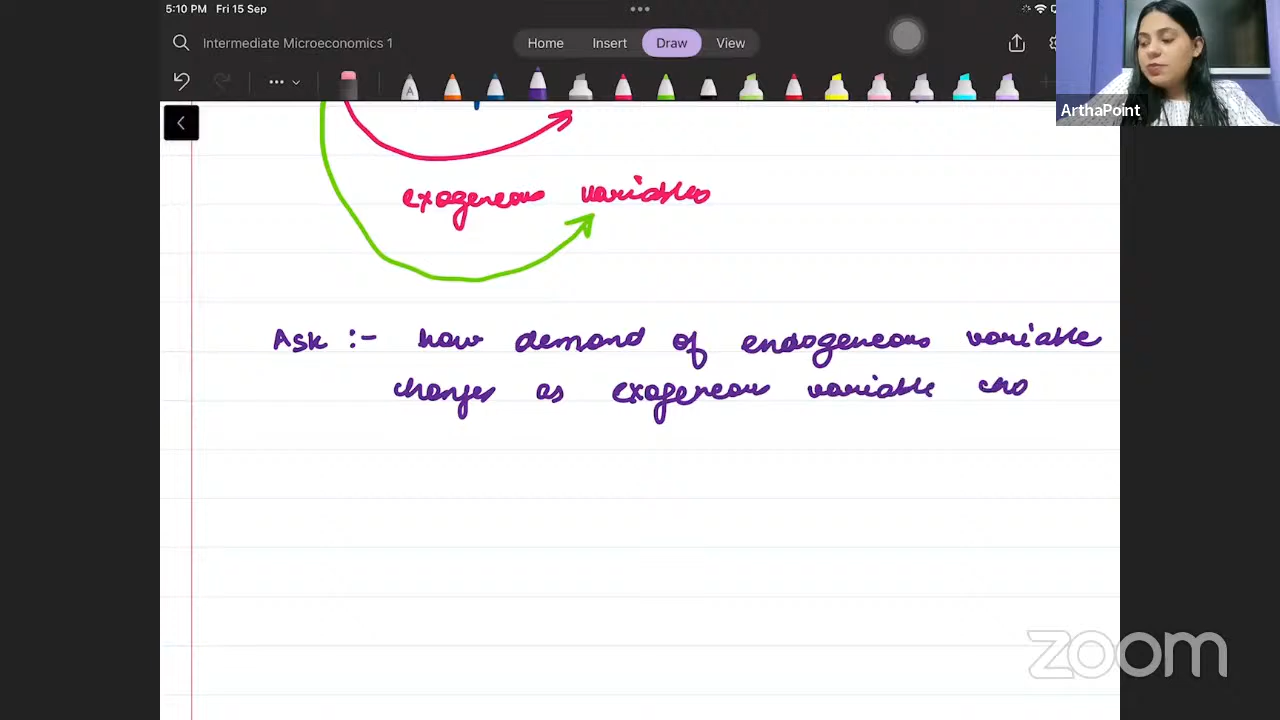 5:10 PM Fri 15 Sep
Intermediate Microeconomics 1
Home Insert Draw View
A
ArthaPoint
exogeneous variables
Ask :- how demand of endogeneous variable
changes as exogeneous variable cha
zoom